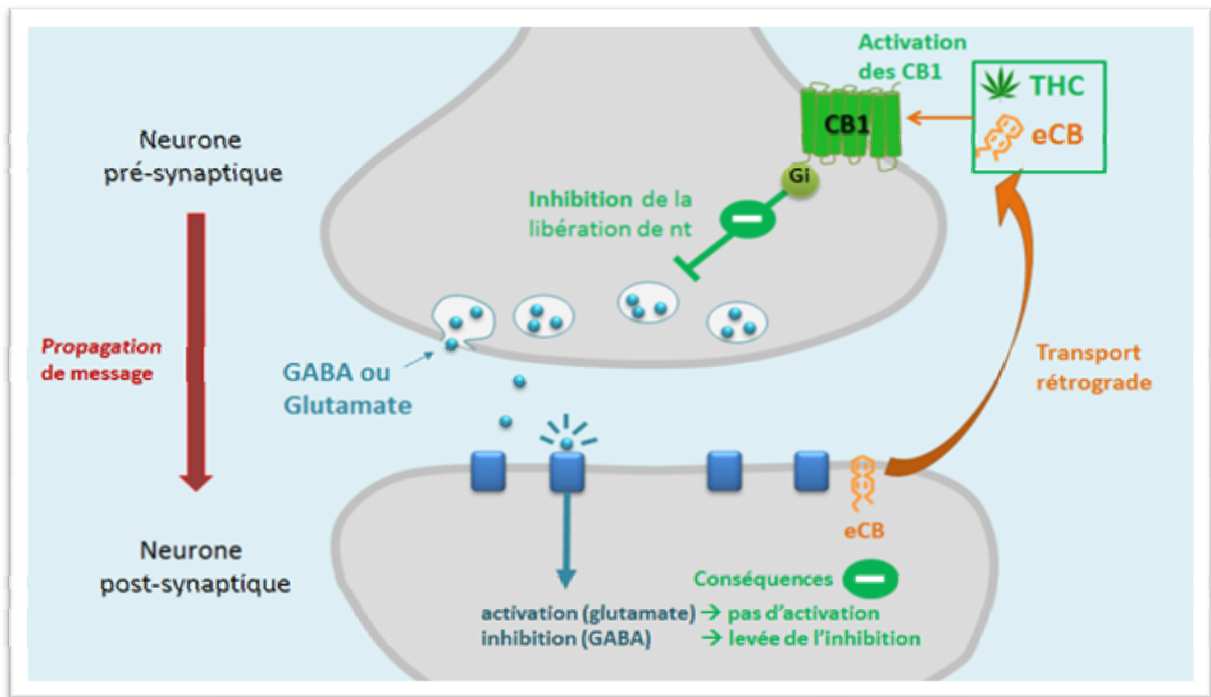 Activation
des CB1
THC
eCB
CB1
Gi
Neurone
pré-synaptique
Inhibition de la
libération de nt
Propagation
de message
GABA ou
Glutamate
Transport
rétrograde
eCB
Neurone
post-synaptique
Conséquences
activation (glutamate) → pas d'activation
inhibition (GABA) → levée de l'inhibition